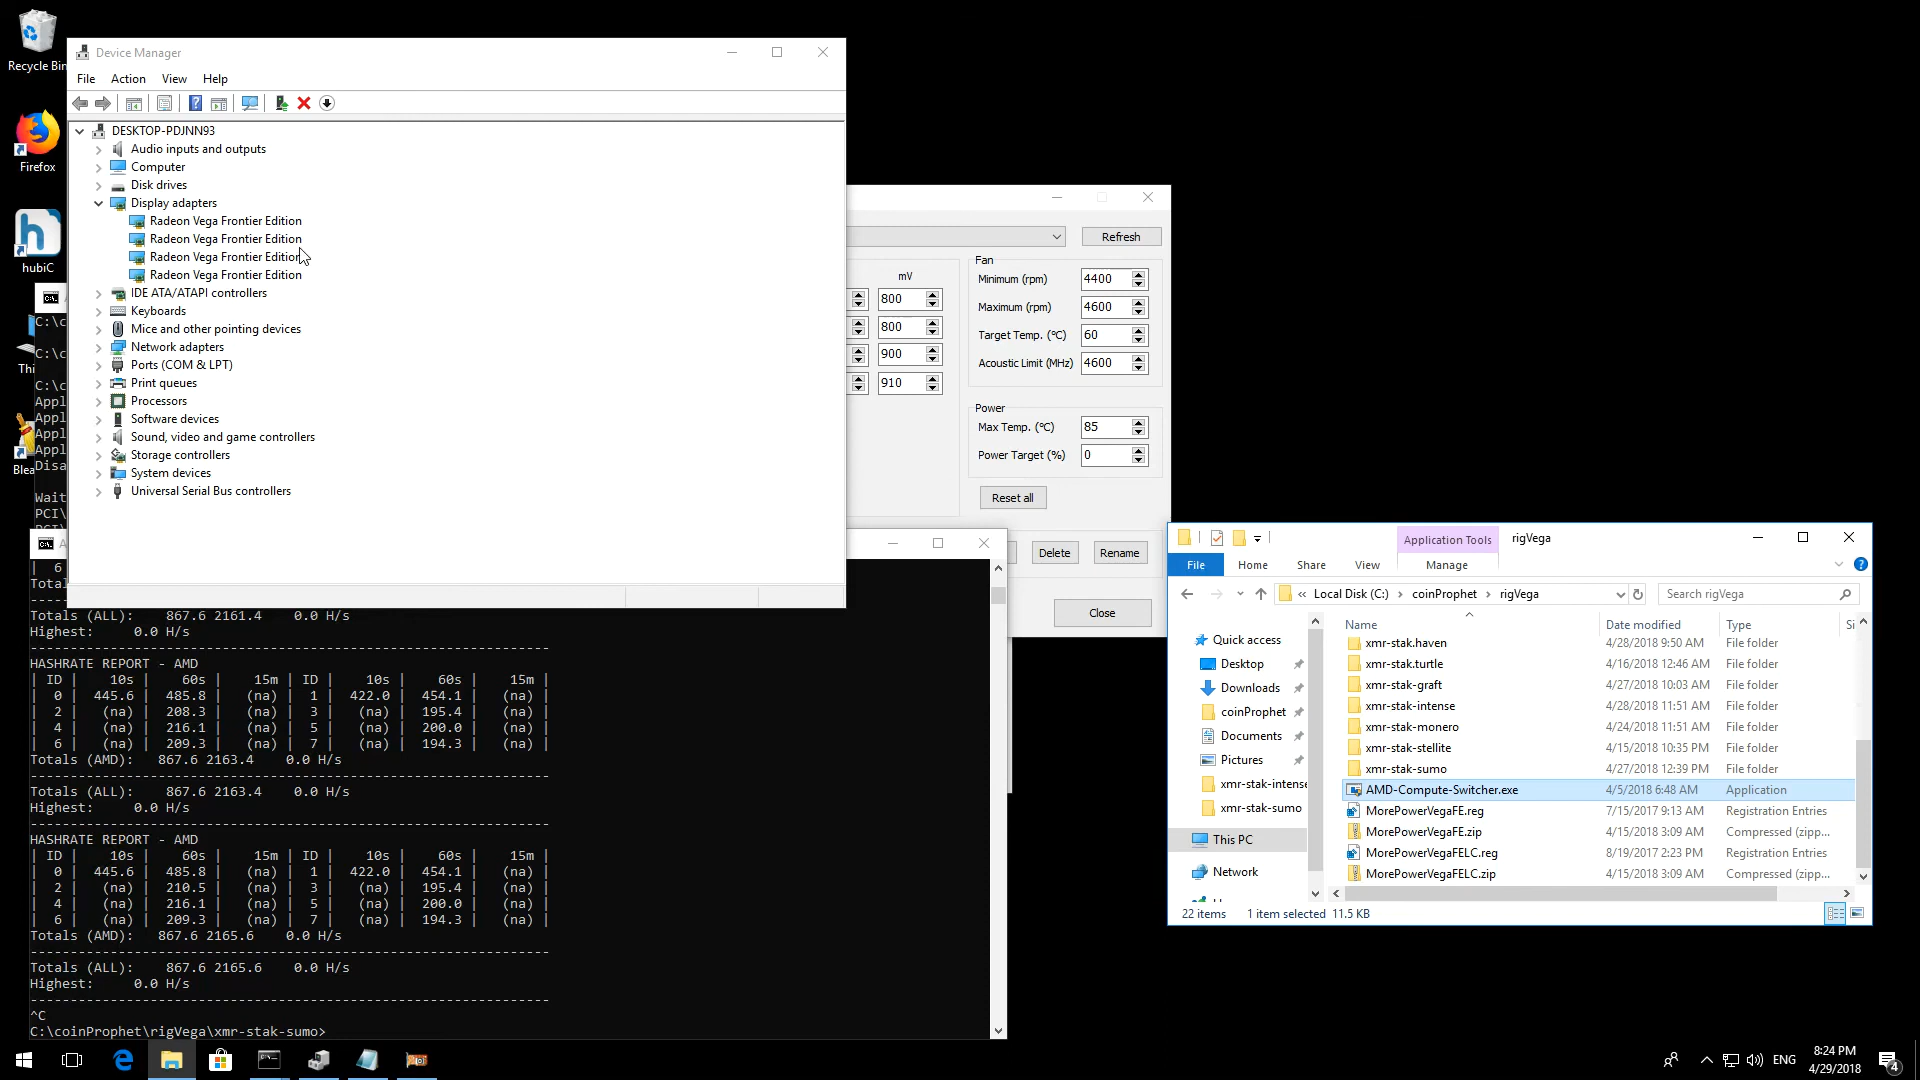 Recycle Bin
Firefox
hubiC
Thi
Blea
Device Manager
File Action View Help
DESKTOP-PDJNN93
Audio inputs and outputs
Computer
Disk drives
Display adapters
Radeon Vega Frontier Edition
Radeon Vega Frontier Edition
Radeon Vega Frontier Edition
Radeon Vega Frontier Edition
IDE ATA/ATAPI controllers
Keyboards
Mice and other pointing devices
Network adapters
Ports (COM & LPT)
Print queues
Processors
Software devices
Sound, video and game controllers
Storage controllers
System devices
Universal Serial Bus controllers
C:\c
C:\c
C:\c
Appl
Appl
Appl
Appl
Disa
Wait
PCI\
Refresh
mV
800
800
900
910
Fan
Minimum (rpm) 4400
Maximum (rpm) 4600
Target Temp. (°C) 60
Acoustic Limit (MHz) 4600
Power
Max Temp. (°C) 85
Power Target (%) 0
Reset all
Delete Rename
Close
| 6
Total
Totals (ALL): 867.6 2161.4 0.0 H/s
Highest: 0.0 H/s
-----------------------------------------------------------------
HASHRATE REPORT - AMD
| ID | 10s | 60s | 15m | ID | 10s | 60s | 15m |
| 0 | 445.6 | 485.8 | (na) | 1 | 422.0 | 454.1 | (na) |
| 2 | (na) | 208.3 | (na) | 3 | (na) | 195.4 | (na) |
| 4 | (na) | 216.1 | (na) | 5 | (na) | 200.0 | (na) |
| 6 | (na) | 209.3 | (na) | 7 | (na) | 194.3 | (na) |
Totals (AMD): 867.6 2163.4 0.0 H/s
-----------------------------------------------------------------
Totals (ALL): 867.6 2163.4 0.0 H/s
Highest: 0.0 H/s
-----------------------------------------------------------------
HASHRATE REPORT - AMD
| ID | 10s | 60s | 15m | ID | 10s | 60s | 15m |
| 0 | 445.6 | 485.8 | (na) | 1 | 422.0 | 454.1 | (na) |
| 2 | (na) | 210.5 | (na) | 3 | (na) | 195.4 | (na) |
| 4 | (na) | 216.1 | (na) | 5 | (na) | 200.0 | (na) |
| 6 | (na) | 209.3 | (na) | 7 | (na) | 194.3 | (na) |
Totals (AMD): 867.6 2165.6 0.0 H/s
-----------------------------------------------------------------
Totals (ALL): 867.6 2165.6 0.0 H/s
Highest: 0.0 H/s
-----------------------------------------------------------------
^C
C:\coinProphet\rigVega\xmr-stak-sumo>
Application Tools rigVega
File Home Share View Manage
« Local Disk (C:) › coinProphet › rigVega
Search rigVega
Quick access
Desktop
Downloads
coinProphet
Documents
Pictures
xmr-stak-intense
xmr-stak-sumo
This PC
Network
Name Date modified Type Si
xmr-stak.haven 4/28/2018 9:50 AM File folder
xmr-stak.turtle 4/16/2018 12:46 AM File folder
xmr-stak-graft 4/27/2018 10:03 AM File folder
xmr-stak-intense 4/28/2018 11:51 AM File folder
xmr-stak-monero 4/24/2018 11:51 AM File folder
xmr-stak-stellite 4/15/2018 10:35 PM File folder
xmr-stak-sumo 4/27/2018 12:39 PM File folder
AMD-Compute-Switcher.exe 4/5/2018 6:48 AM Application
MorePowerVegaFE.reg 7/15/2017 9:13 AM Registration Entries
MorePowerVegaFE.zip 4/15/2018 3:09 AM Compressed (zipp...
MorePowerVegaFELC.reg 8/19/2017 2:23 PM Registration Entries
MorePowerVegaFELC.zip 4/15/2018 3:09 AM Compressed (zipp...
22 items 1 item selected 11.5 KB
ENG
8:24 PM
4/29/2018
4